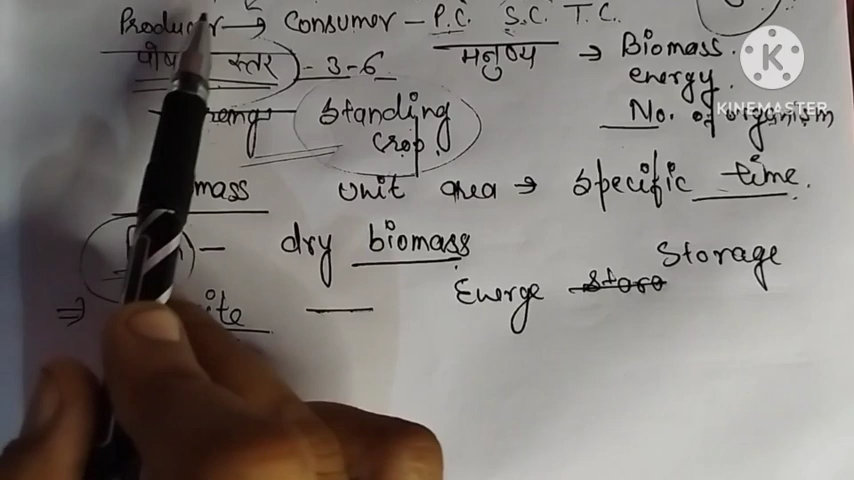 Producer → Consumer - P.C. S.C. T.C.
स्तर - 3-6 मनुष्य → Biomass.
energy.
KINEMASTER
Standing crop. No. of organism
unit area → specific time.
dry biomass
Storage
Energe
⇒